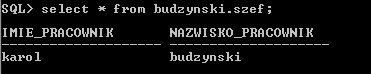 SQL> select * from budzynski.szef;
IMIE_PRACOWNIK NAZWISKO_PRACOWNIK
-------------------- --------------------
karol budzynski